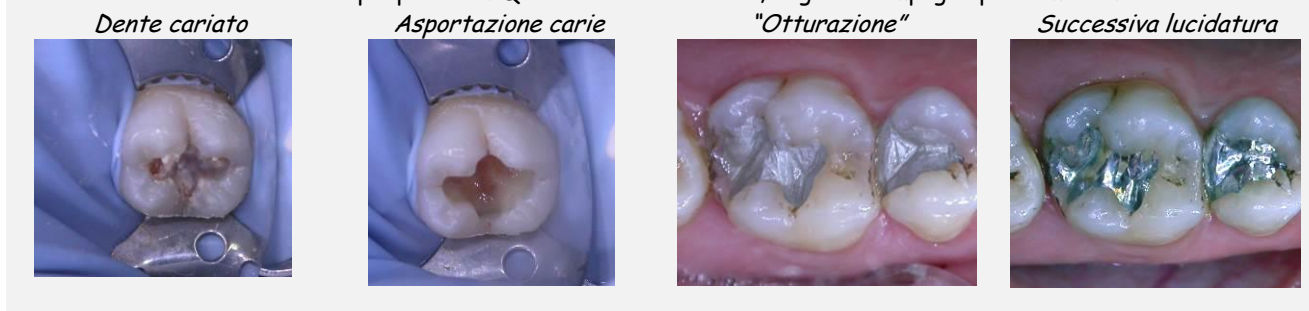 Dente cariato
Asportazione carie
"Otturazione"
Successiva lucidatura